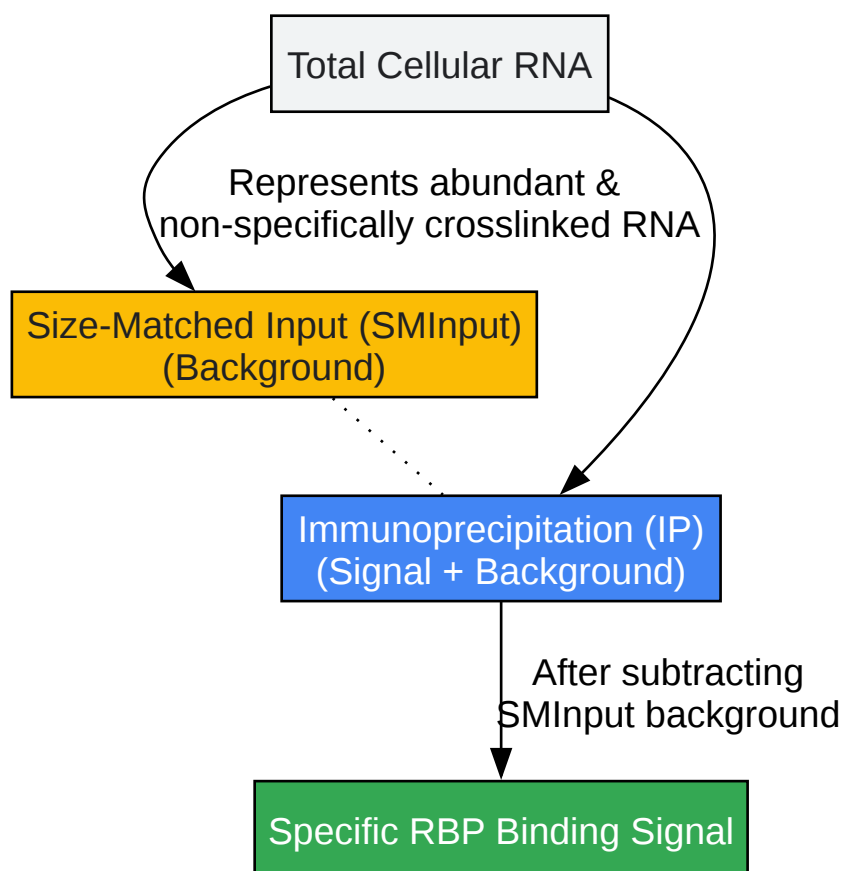 Total Cellular RNA
Represents abundant &
non-specifically crosslinked RNA
Size-Matched Input (SMInput)
(Background)
Immunoprecipitation (IP)
(Signal + Background)
After subtracting
SMInput background
Specific RBP Binding Signal